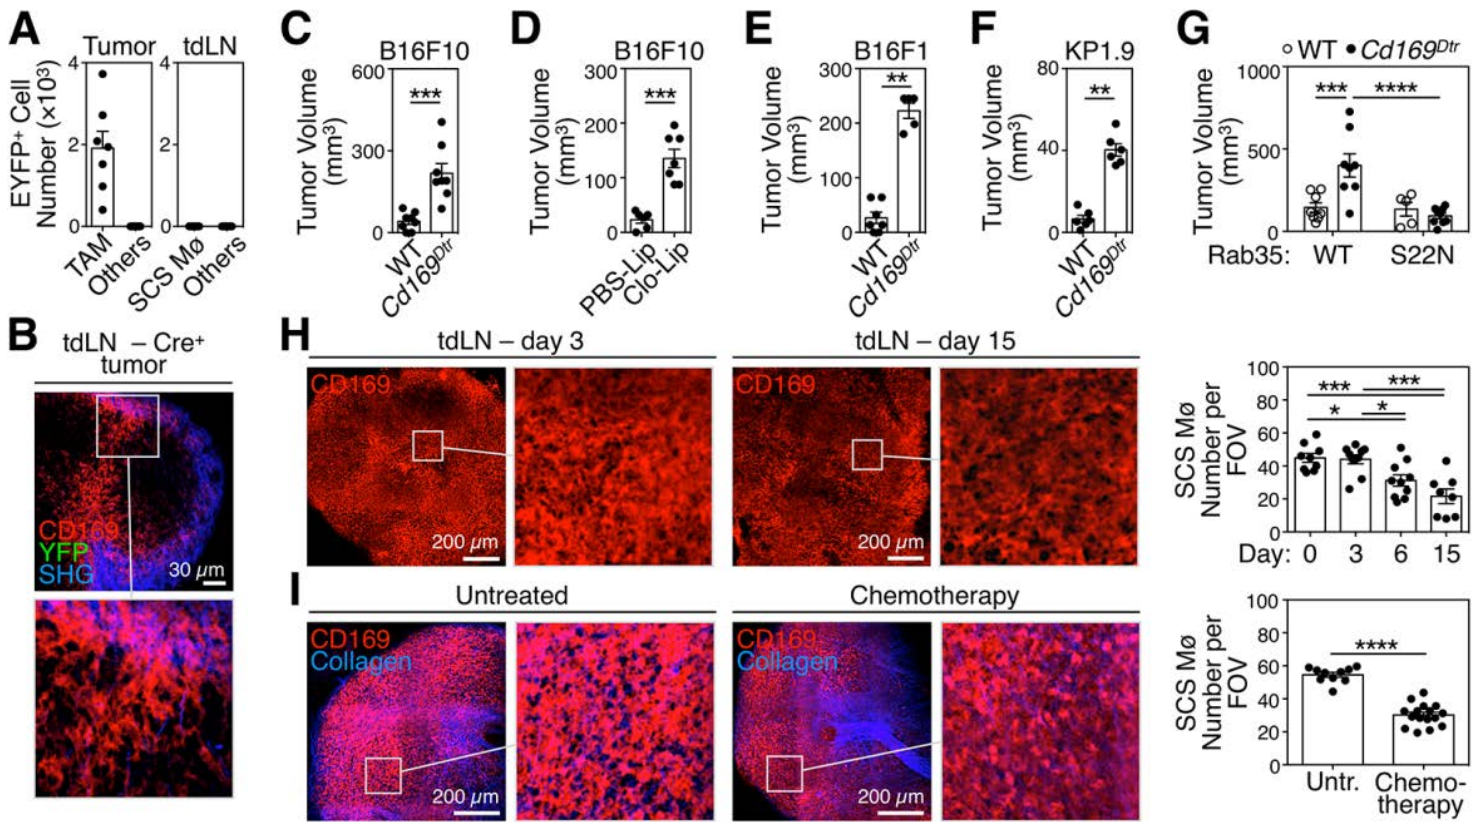 A
Tumor
tdLN
EYFP⁺ Cell
Number (×10³)
4
2
0
4
2
0
TAM
Others
SCS Mø
Others
C
B16F10
Tumor Volume
(mm³)
600
300
0
***
WT
Cd169ᴰᵗʳ
D
B16F10
Tumor Volume
(mm³)
300
200
100
0
***
PBS-Lip
Clo-Lip
E
B16F1
Tumor Volume
(mm³)
300
200
100
0
**
WT
Cd169ᴰᵗʳ
F
KP1.9
Tumor Volume
(mm³)
80
40
0
**
WT
Cd169ᴰᵗʳ
G
○ WT ● Cd169ᴰᵗʳ
Tumor Volume
(mm³)
1000
500
0
*** ****
Rab35: WT S22N
B
tdLN – Cre⁺
tumor
CD169
YFP
SHG
30 µm
H
tdLN – day 3
CD169
200 µm
tdLN – day 15
CD169
200 µm
SCS Mø
Number per
FOV
100
80
60
40
20
0
*** ***
* *
Day: 0 3 6 15
I
Untreated
CD169
Collagen
200 µm
Chemotherapy
CD169
Collagen
200 µm
SCS Mø
Number per
FOV
100
80
60
40
20
0
****
Untr. Chemo-
therapy